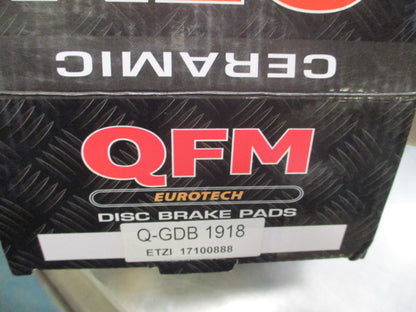 CERAMIC
QFM
EUROTECH
DISC BRAKE PADS
Q-GDB 1918
ETZI 17100888